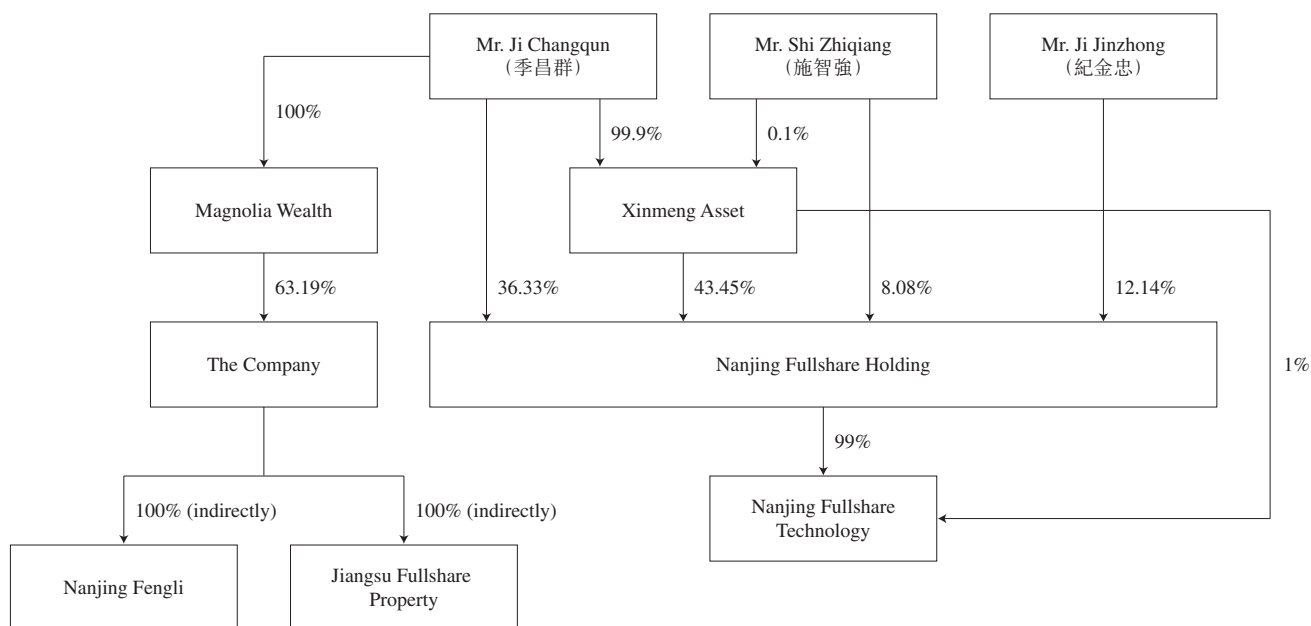 Mr. Ji Changqun
（季昌群）
Mr. Shi Zhiqiang
（施智強）
Mr. Ji Jinzhong
（紀金忠）
100%
99.9%
0.1%
Magnolia Wealth
Xinmeng Asset
63.19%
36.33%
43.45%
8.08%
12.14%
The Company
Nanjing Fullshare Holding
1%
99%
100% (indirectly)
100% (indirectly)
Nanjing Fullshare
Technology
Nanjing Fengli
Jiangsu Fullshare
Property